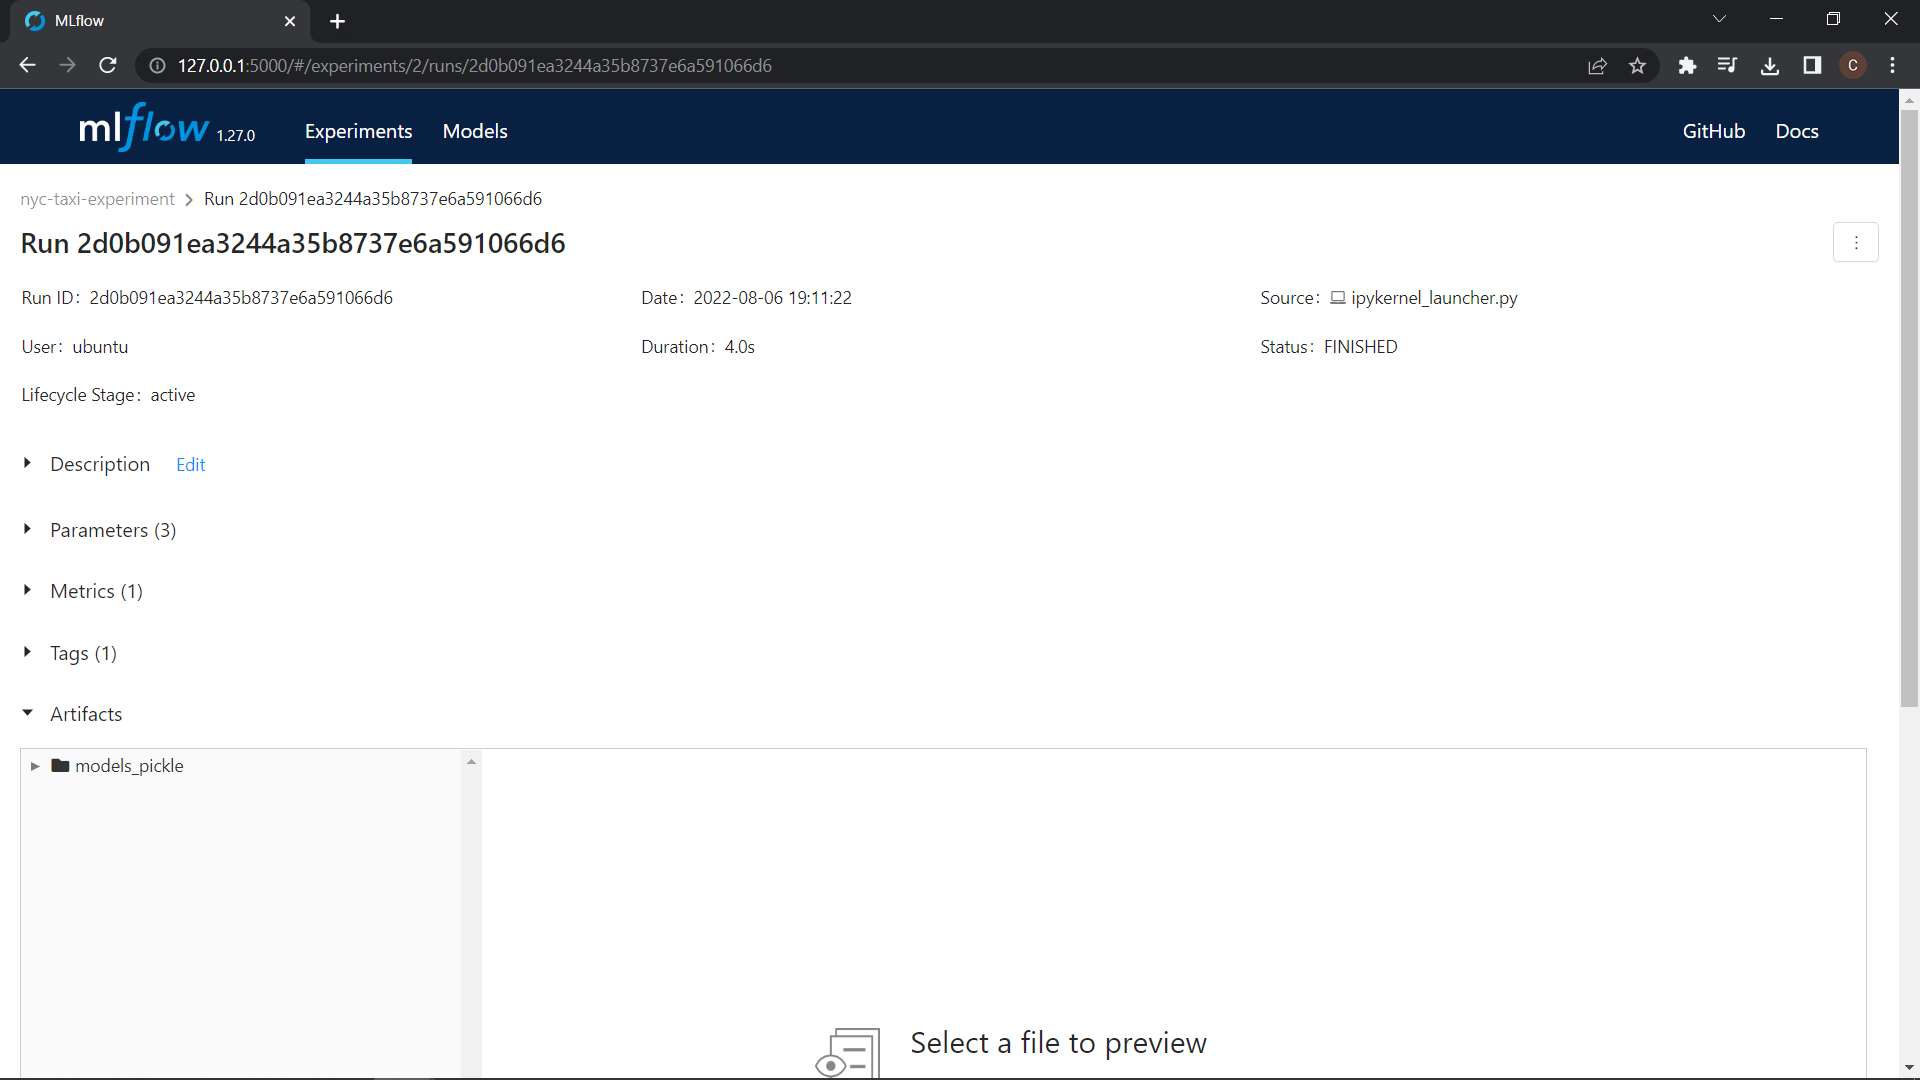 MLflow
127.0.0.1:5000/#/experiments/2/runs/2d0b091ea3244a35b8737e6a591066d6
C
mlflow 1.27.0 Experiments Models GitHub Docs
nyc-taxi-experiment > Run 2d0b091ea3244a35b8737e6a591066d6
Run 2d0b091ea3244a35b8737e6a591066d6
Run ID: 2d0b091ea3244a35b8737e6a591066d6 Date: 2022-08-06 19:11:22 Source: ipykernel_launcher.py
User: ubuntu Duration: 4.0s Status: FINISHED
Lifecycle Stage: active
Description Edit
Parameters (3)
Metrics (1)
Tags (1)
Artifacts
models_pickle
Select a file to preview